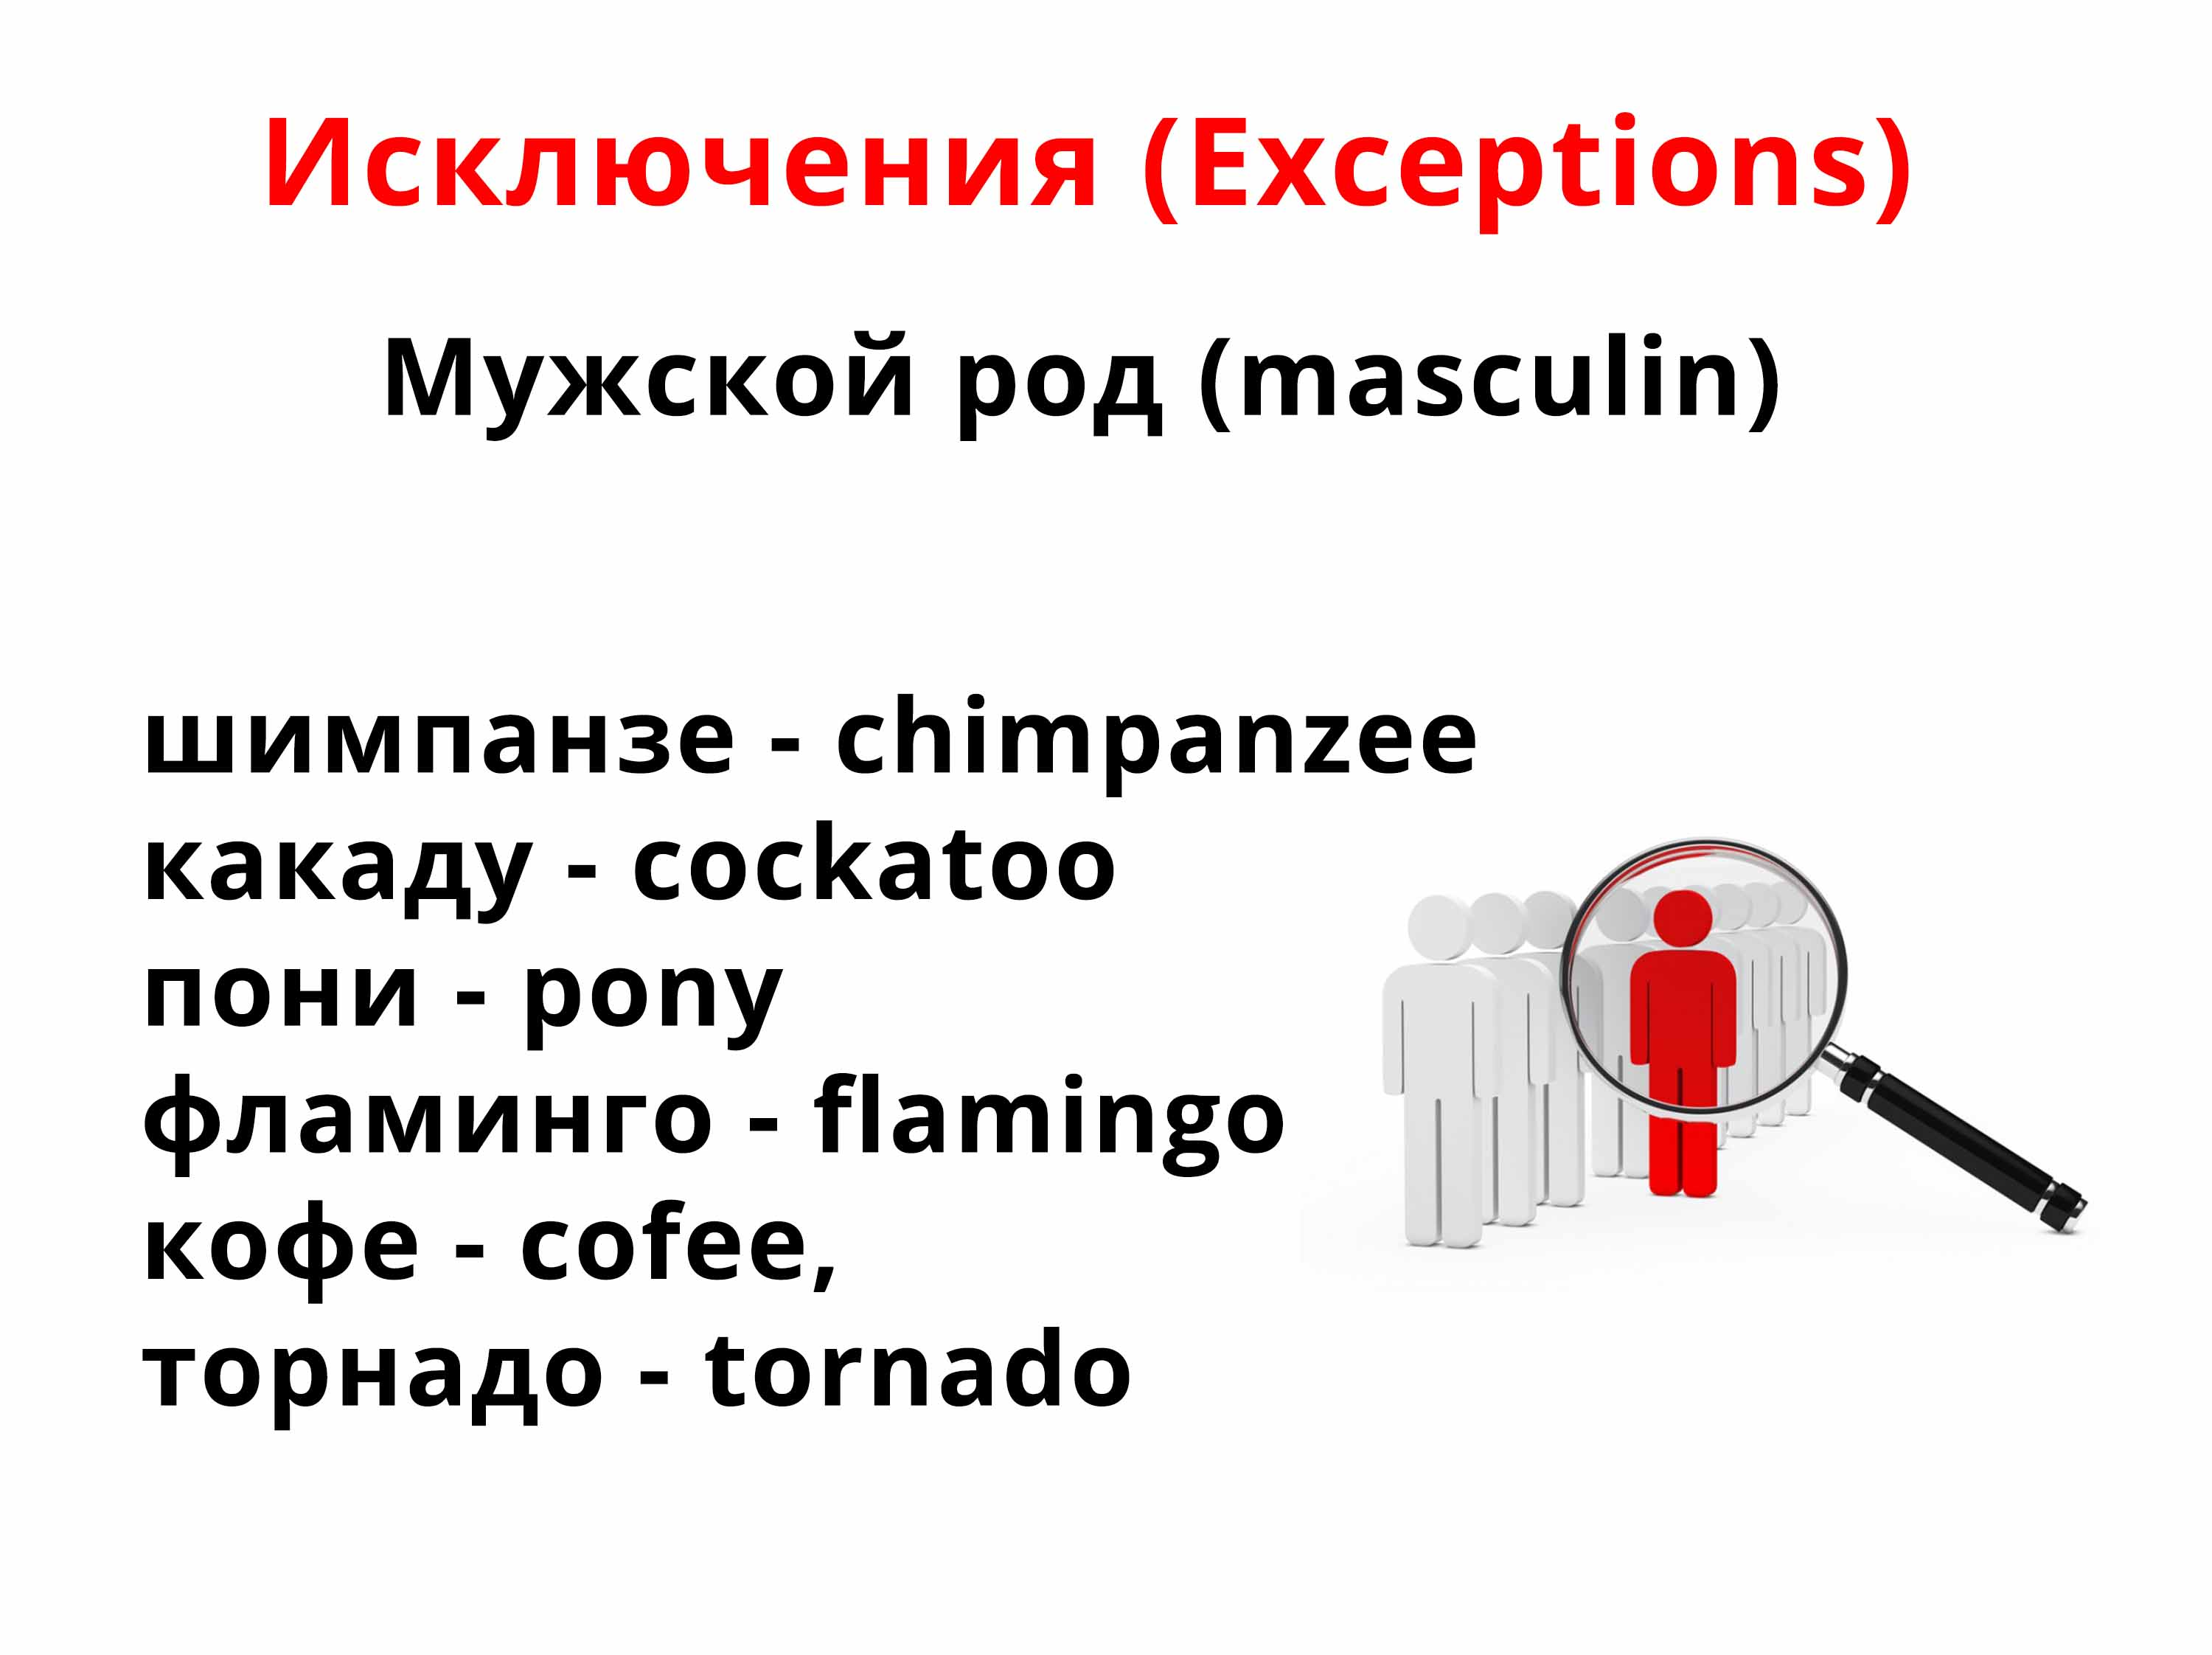 Исключения (Exceptions)
Мужской род (masculin)
шимпанзе - chimpanzee
какаду - cockatoo
пони - pony
фламинго - flamingo
кофе - cofee,
торнадо - tornado